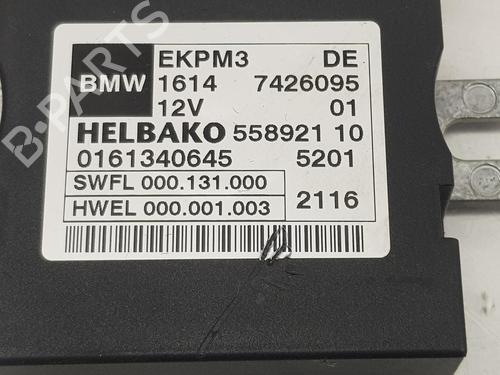 EKPM3 DE
BMW 1614 7426095
12V 01
HELBAKO 558921 10
0161340645 5201
SWFL 000.131.000
HWEL 000.001.003 2116
B-PARTS